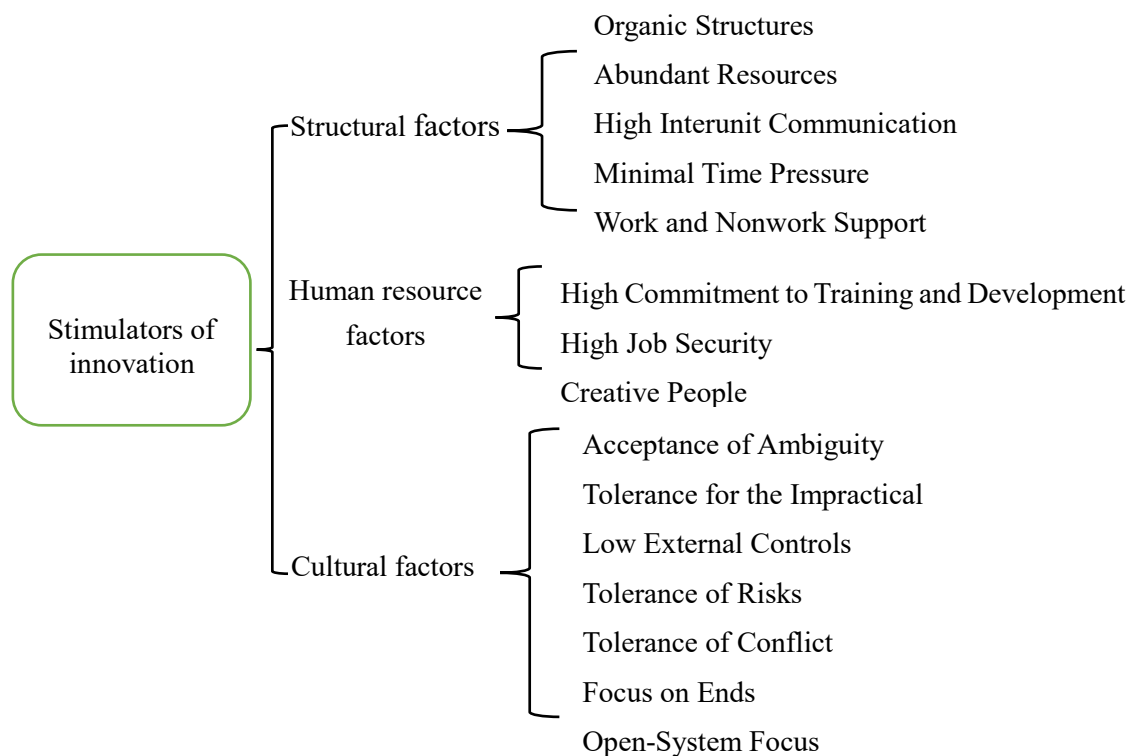 Stimulators of
innovation
Structural factors
Organic Structures
Abundant Resources
High Interunit Communication
Minimal Time Pressure
Work and Nonwork Support
Human resource
factors
High Commitment to Training and Development
High Job Security
Creative People
Cultural factors
Acceptance of Ambiguity
Tolerance for the Impractical
Low External Controls
Tolerance of Risks
Tolerance of Conflict
Focus on Ends
Open-System Focus